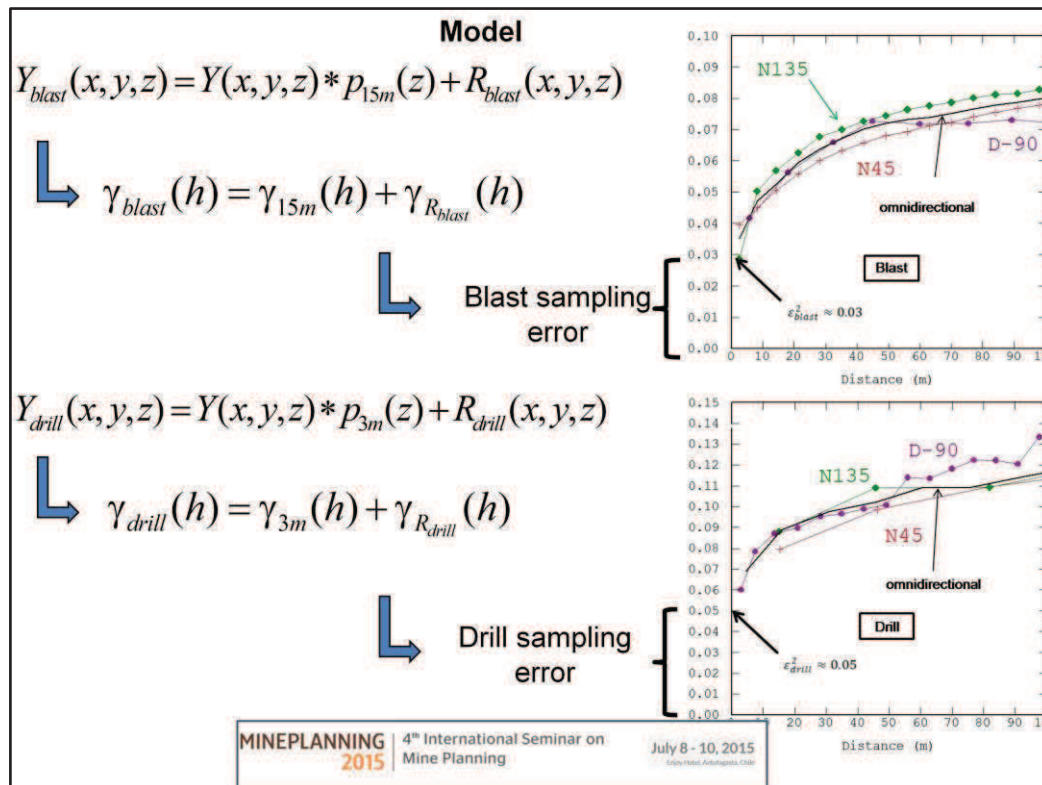 Model
Y_blast(x,y,z)=Y(x,y,z)*p_15m(z)+R_blast(x,y,z)
γ_blast(h)=γ_15m(h)+γ_R_blast(h)
Blast sampling
error
0.10
0.09
0.08
0.07
0.06
0.05
0.04
0.03
0.02
0.01
0.00
N135
D-90
N45
omnidirectional
Blast
ε²_blast ≈ 0.03
0 10 20 30 40 50 60 70 80 90 10
Distance (m)
Y_drill(x,y,z)=Y(x,y,z)*p_3m(z)+R_drill(x,y,z)
γ_drill(h)=γ_3m(h)+γ_R_drill(h)
Drill sampling
error
0.15
0.14
0.13
0.12
0.11
0.10
0.09
0.08
0.07
0.06
0.05
0.04
0.03
0.02
0.01
0.00
D-90
N135
N45
omnidirectional
Drill
ε²_drill ≈ 0.05
20 30 40 50 60 70 80 90 10
Distance (m)
MINEPLANNING
2015
4th International Seminar on
Mine Planning
July 8 - 10, 2015
Enjoy Hotel, Antofagasta, Chile